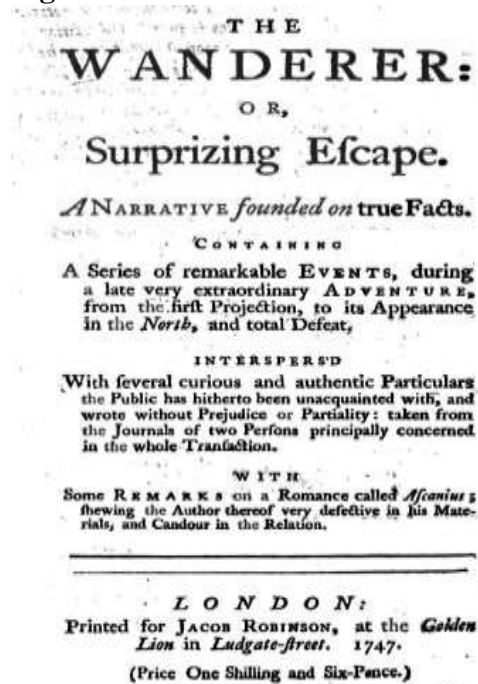 THE
WANDERER:
OR,
Surprizing Eſcape.
A NARRATIVE founded on true Facts.
CONTAINING
A Series of remarkable EVENTS, during
a late very extraordinary ADVENTURE,
from the firſt Projection, to its Appearance
in the North, and total Defeat,
INTERSPERS'D
With ſeveral curious and authentic Particulars
the Public has hitherto been unacquainted with, and
wrote without Prejudice or Partiality: taken from
the Journals of two Perſons principally concerned
in the whole Tranſaction.
WITH
Some REMARKS on a Romance called Aſcanius;
ſhewing the Author thereof very defective in his Mate-
rials, and Candour in the Relation.
LONDON:
Printed for JACOB ROBINSON, at the Golden
Lion in Ludgate-ſtreet. 1747.
(Price One Shilling and Six-Pence.)